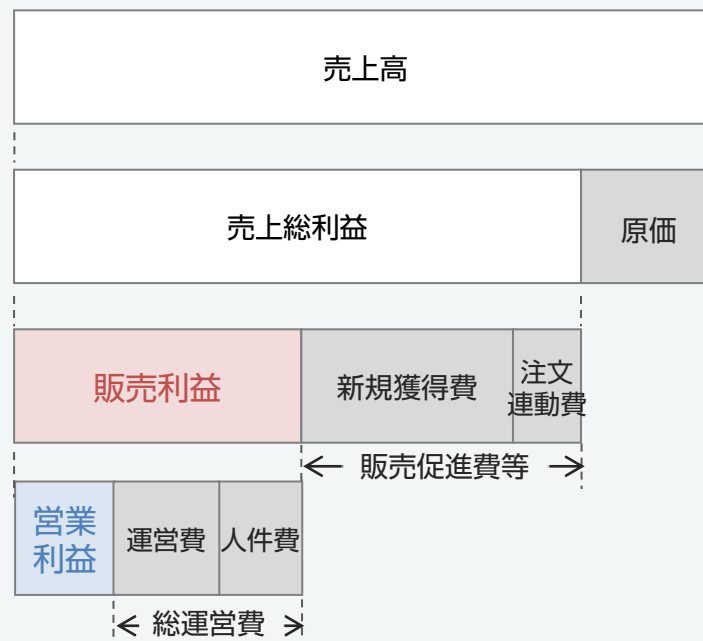 売上高
売上総利益
原価
販売利益
新規獲得費
注文
連動費
販売促進費等
営業
利益
運営費
人件費
総運営費